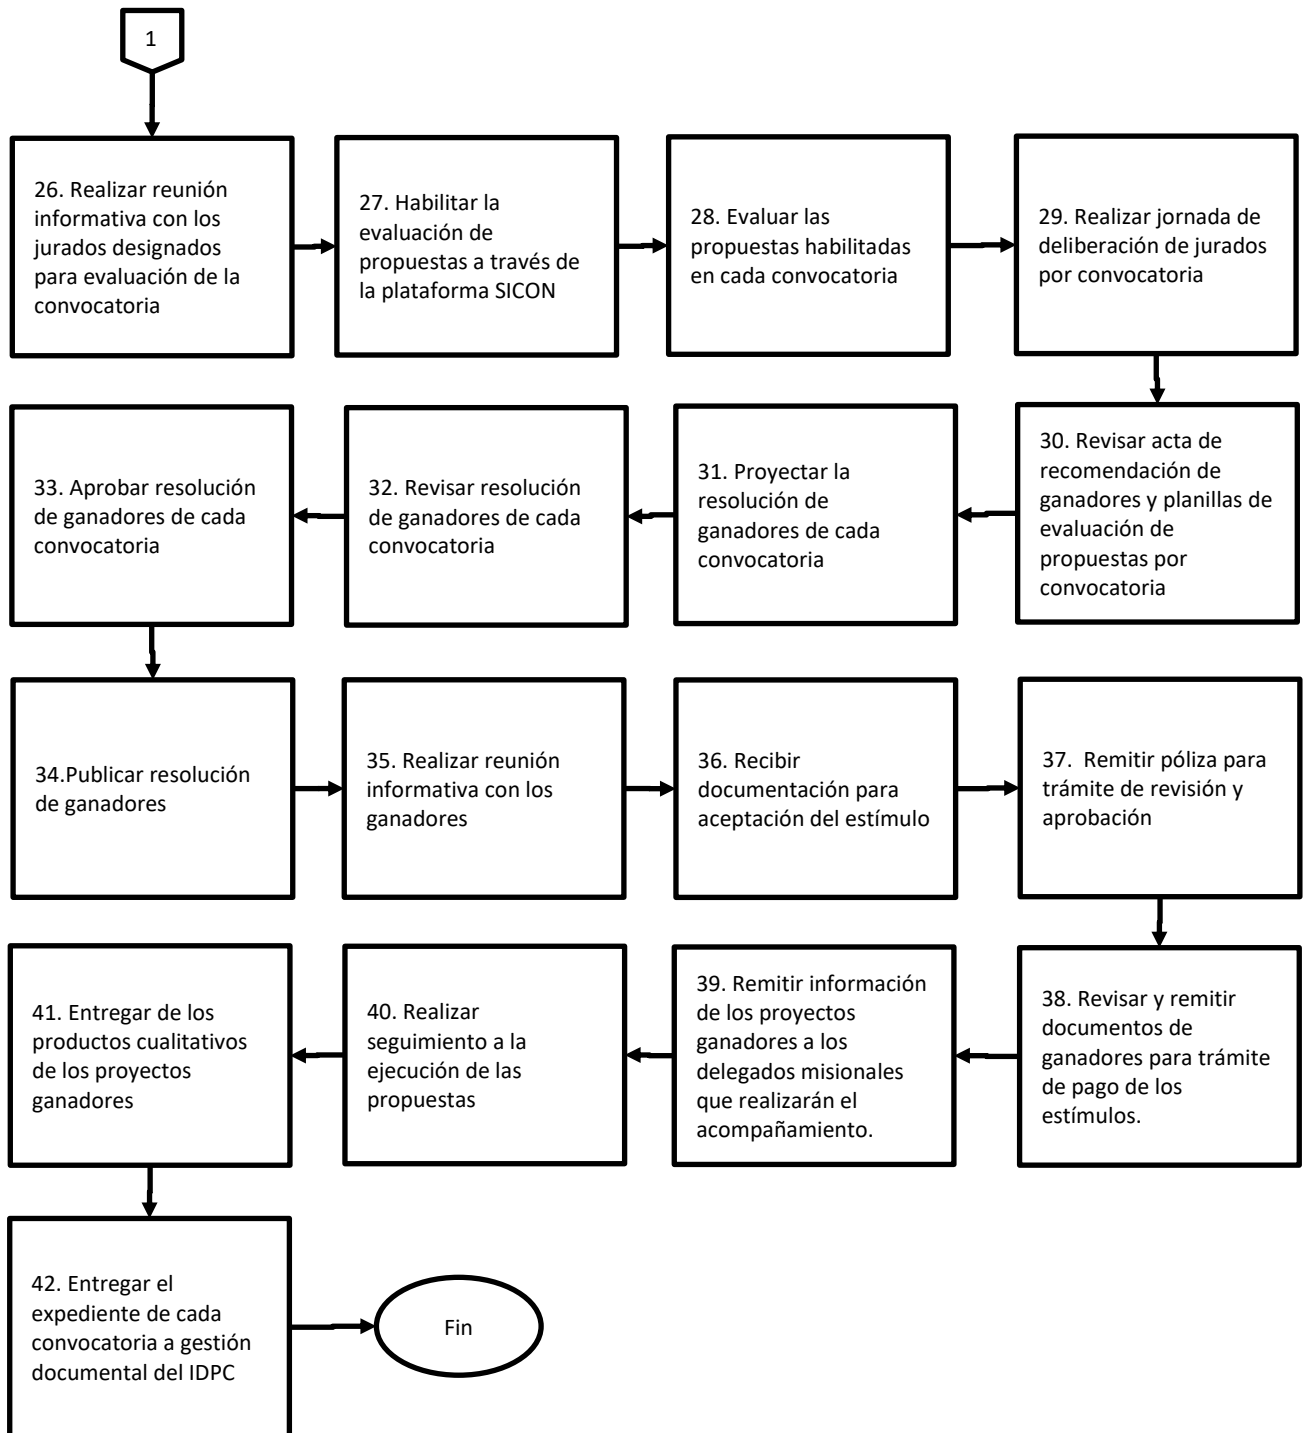 1
26. Realizar reunión
informativa con los
jurados designados
para evaluación de la
convocatoria
27. Habilitar la
evaluación de
propuestas a través de
la plataforma SICON
28. Evaluar las
propuestas habilitadas
en cada convocatoria
29. Realizar jornada de
deliberación de jurados
por convocatoria
30. Revisar acta de
recomendación de
ganadores y planillas de
evaluación de
propuestas por
convocatoria
31. Proyectar la
resolución de
ganadores de cada
convocatoria
32. Revisar resolución
de ganadores de cada
convocatoria
33. Aprobar resolución
de ganadores de cada
convocatoria
34.Publicar resolución
de ganadores
35. Realizar reunión
informativa con los
ganadores
36. Recibir
documentación para
aceptación del estímulo
37. Remitir póliza para
trámite de revisión y
aprobación
38. Revisar y remitir
documentos de
ganadores para trámite
de pago de los
estímulos.
39. Remitir información
de los proyectos
ganadores a los
delegados misionales
que realizarán el
acompañamiento.
40. Realizar
seguimiento a la
ejecución de las
propuestas
41. Entregar de los
productos cualitativos
de los proyectos
ganadores
42. Entregar el
expediente de cada
convocatoria a gestión
documental del IDPC
Fin